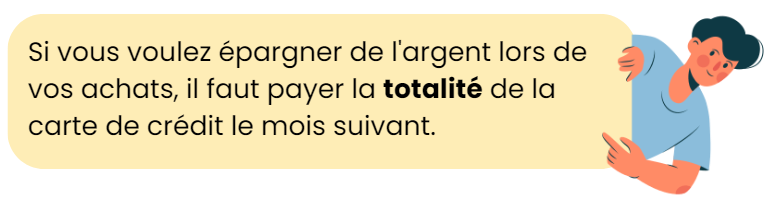 Si vous voulez épargner de l'argent lors de
vos achats, il faut payer la totalité de la
carte de crédit le mois suivant.